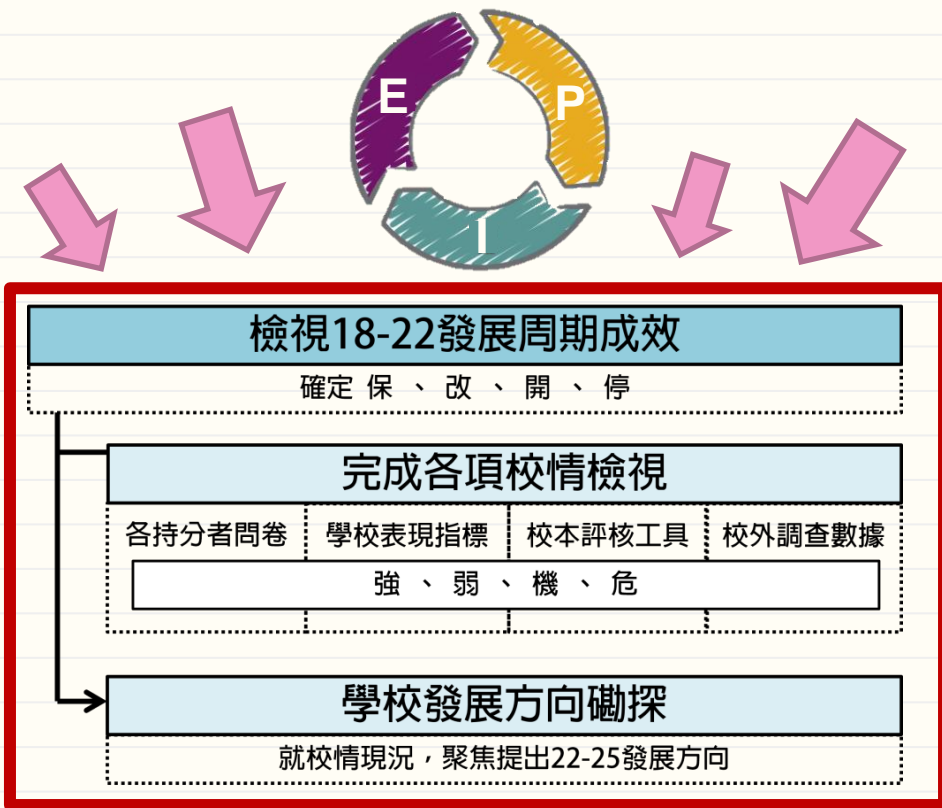 E
P
I
檢視18-22發展周期成效
確定 保 、 改 、 開 、 停
完成各項校情檢視
各持分者問卷
學校表現指標
校本評核工具
校外調查數據
強 、 弱 、 機 、 危
學校發展方向磡探
就校情現況，聚焦提出22-25發展方向